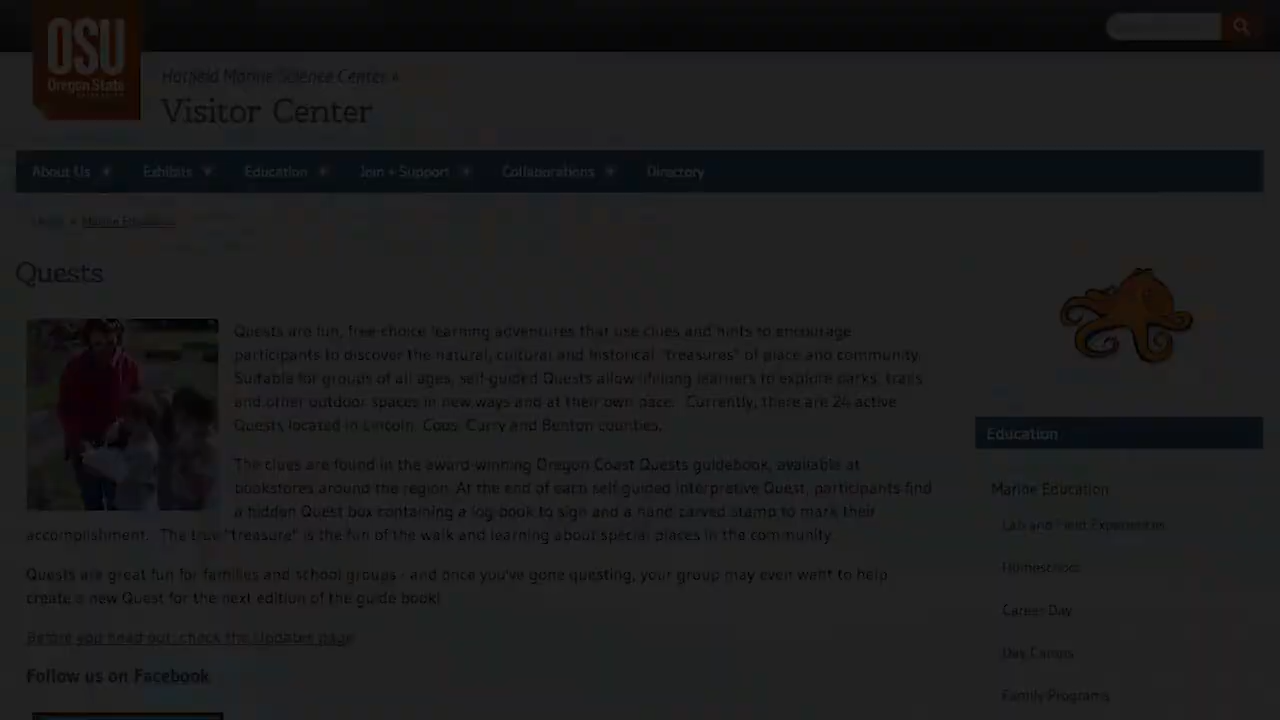 OSU
Oregon State
Hatfield Marine Science Center »
Visitor Center
About Us
Exhibits
Education
Join + Support
Collaborations
Directory
Home » Marine Education
Quests
Quests are fun, free-choice learning adventures that use clues and hints to encourage
participants to discover the natural, cultural and historical "treasures" of place and community.
Suitable for groups of all ages, self-guided Quests allow lifelong learners to explore parks, trails
and other outdoor spaces in new ways and at their own pace. Currently, there are 24 active
Quests located in Lincoln, Coos, Curry and Benton counties.
The clues are found in the award-winning Oregon Coast Quests guidebook, available at
bookstores around the region. At the end of each self guided interpretive Quest, participants find
a hidden Quest box containing a log book to sign and a hand carved stamp to mark their
accomplishment. The true "treasure" is the fun of the walk and learning about special places in the community.
Quests are great fun for families and school groups - and once you've gone questing, your group may even want to help
create a new Quest for the next edition of the guide book!
Before you head out, check the Updates page
Follow us on Facebook
Education
Marine Education
Lab and Field Experiences
Homeschool
Career Day
Day Camps
Family Programs